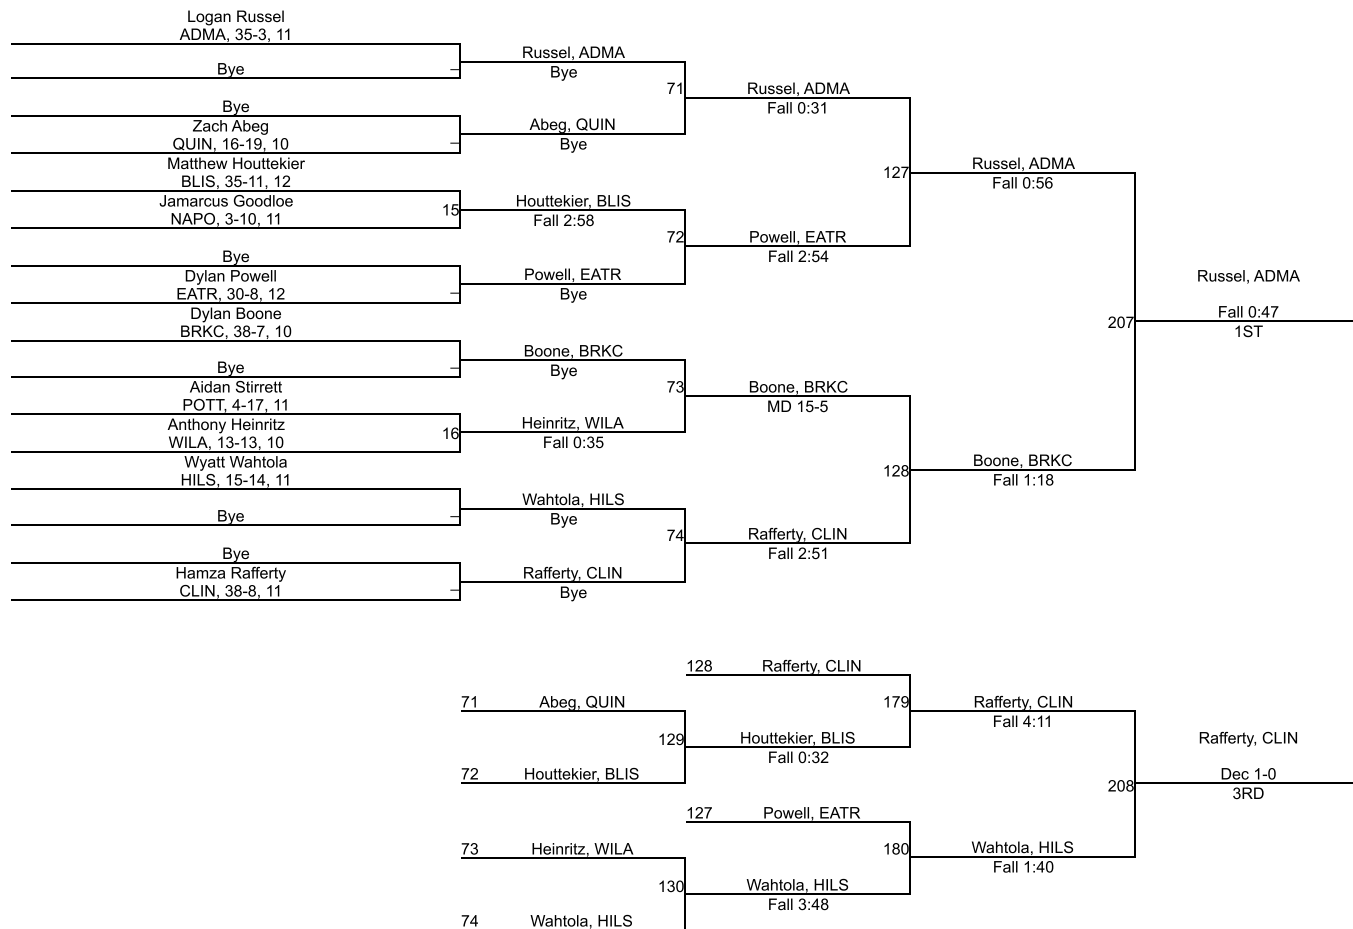 Logan Russel
ADMA, 35-3, 11
Bye
Bye
Zach Abeg
QUIN, 16-19, 10
Matthew Houttekier
BLIS, 35-11, 12
Jamarcus Goodloe
NAPO, 3-10, 11
Bye
Dylan Powell
EATR, 30-8, 12
Dylan Boone
BRKC, 38-7, 10
Bye
Aidan Stirrett
POTT, 4-17, 11
Anthony Heinritz
WILA, 13-13, 10
Wyatt Wahtola
HILS, 15-14, 11
Bye
Bye
Hamza Rafferty
CLIN, 38-8, 11
15
16
Russel, ADMA
Bye
Abeg, QUIN
Bye
Houttekier, BLIS
Fall 2:58
Powell, EATR
Bye
Boone, BRKC
Bye
Heinritz, WILA
Fall 0:35
Wahtola, HILS
Bye
Rafferty, CLIN
Bye
71
72
73
74
Russel, ADMA
Fall 0:31
Powell, EATR
Fall 2:54
Boone, BRKC
MD 15-5
Rafferty, CLIN
Fall 2:51
127
128
Russel, ADMA
Fall 0:56
Boone, BRKC
Fall 1:18
207
Russel, ADMA
Fall 0:47
1ST
71 Abeg, QUIN
72 Houttekier, BLIS
73 Heinritz, WILA
74 Wahtola, HILS
129
130
128 Rafferty, CLIN
Houttekier, BLIS
Fall 0:32
127 Powell, EATR
Wahtola, HILS
Fall 3:48
179
180
Rafferty, CLIN
Fall 4:11
Wahtola, HILS
Fall 1:40
208
Rafferty, CLIN
Dec 1-0
3RD